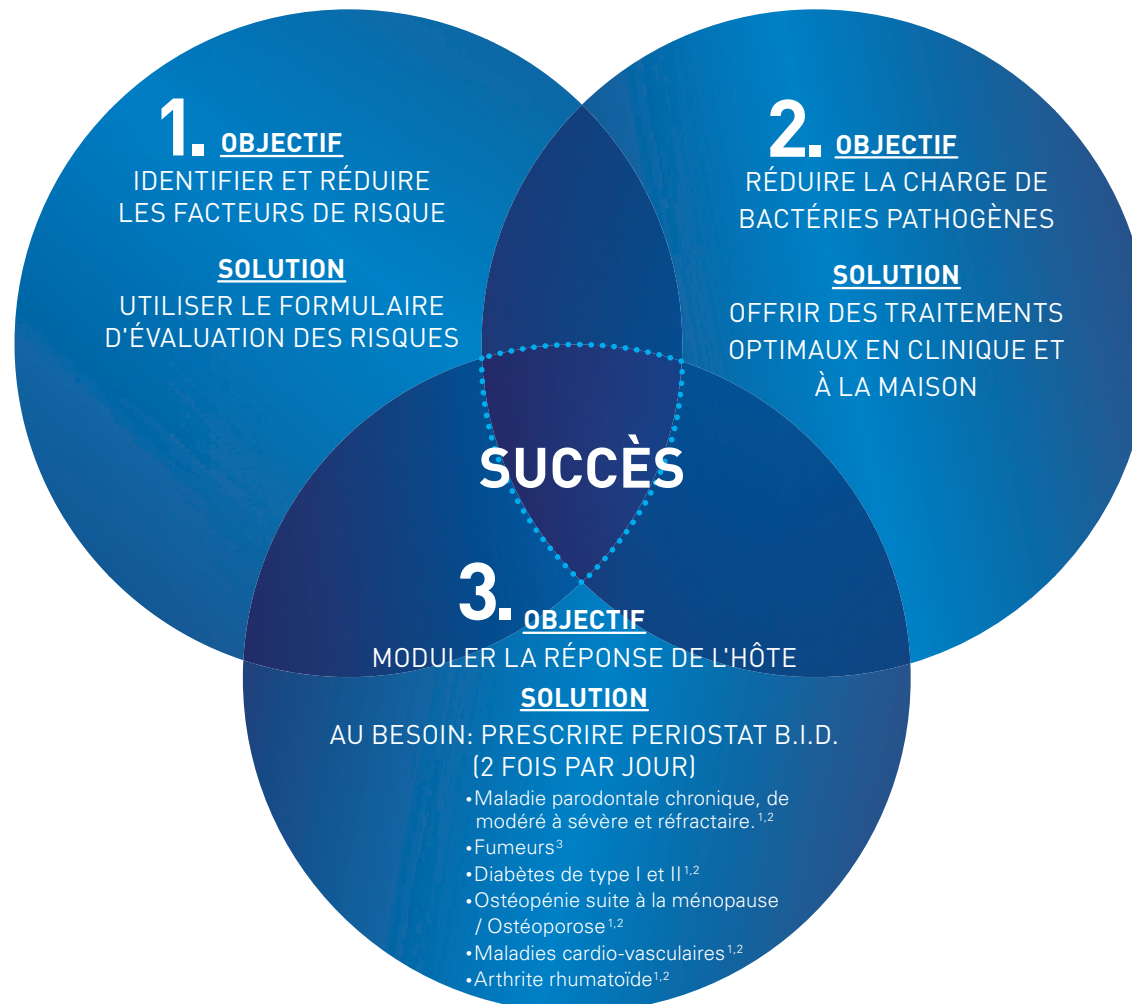 1. OBJECTIF
IDENTIFIER ET RÉDUIRE
LES FACTEURS DE RISQUE
SOLUTION
UTILISER LE FORMULAIRE
D'ÉVALUATION DES RISQUES
2. OBJECTIF
RÉDUIRE LA CHARGE DE
BACTÉRIES PATHOGÈNES
SOLUTION
OFFRIR DES TRAITEMENTS
OPTIMAUX EN CLINIQUE ET
À LA MAISON
SUCCÈS
3. OBJECTIF
MODULER LA RÉPONSE DE L'HÔTE
SOLUTION
AU BESOIN: PRESCRIRE PERIOSTAT B.I.D.
(2 FOIS PAR JOUR)
•Maladie parodontale chronique, de
modéré à sévère et réfractaire.1,2
•Fumeurs3
•Diabètes de type I et II1,2
•Ostéopénie suite à la ménopause
/ Ostéoporose1,2
•Maladies cardio-vasculaires1,2
•Arthrite rhumatoïde1,2